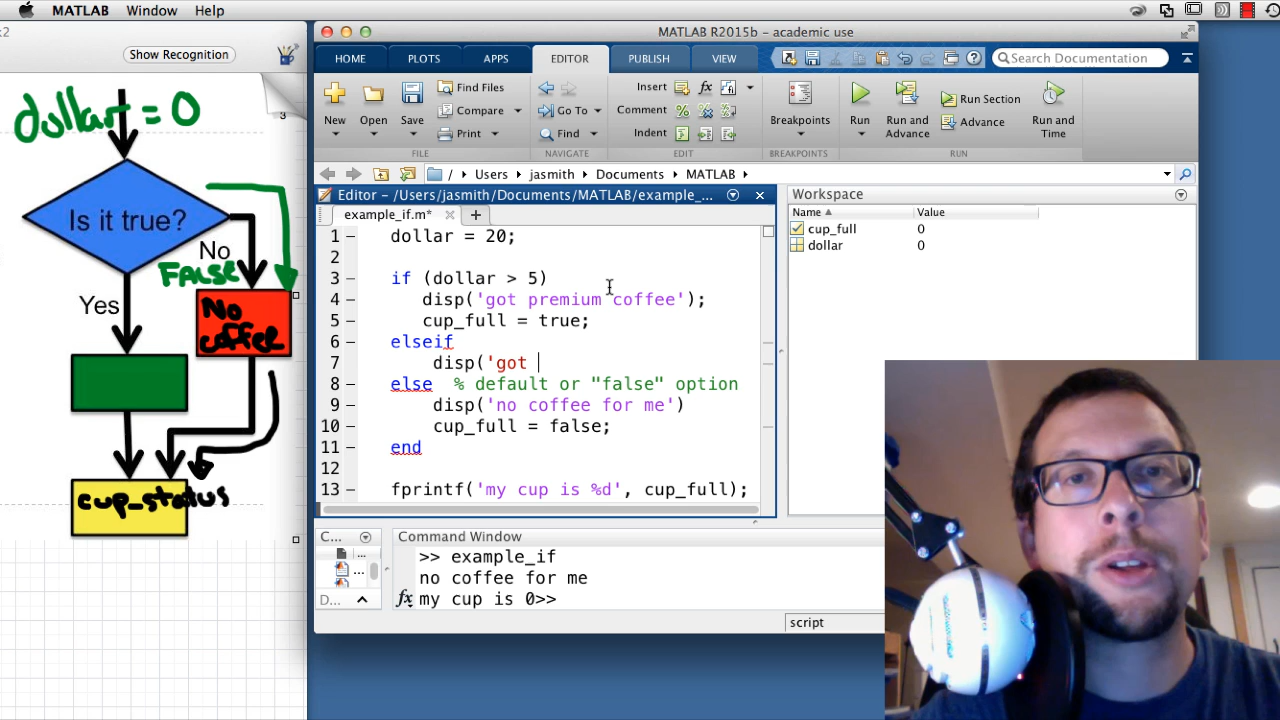 MATLAB Window Help
2
Show Recognition
3
dollar = 0
Is it true?
No
FALSE
Yes
No coffee
cup_status
MATLAB R2015b - academic use
HOME PLOTS APPS EDITOR PUBLISH VIEW
Search Documentation
New Open Save
Find Files
Compare
Print
Go To
Find
Insert fx
Comment
Indent
Breakpoints
Run
Run and Advance
Run Section
Advance
Run and Time
FILE NAVIGATE EDIT BREAKPOINTS RUN
/ Users jasmith Documents MATLAB
Editor - /Users/jasmith/Documents/MATLAB/example_...
example_if.m*
1 dollar = 20;
2
3 if (dollar > 5)
4 disp('got premium coffee');
5 cup_full = true;
6 elseif
7 disp('got
8 else % default or "false" option
9 disp('no coffee for me')
10 cup_full = false;
11 end
12
13 fprintf('my cup is %d', cup_full);
Workspace
Name Value
cup_full 0
dollar 0
C...
...
...
D...
Command Window
>> example_if
no coffee for me
fx my cup is 0>>
script